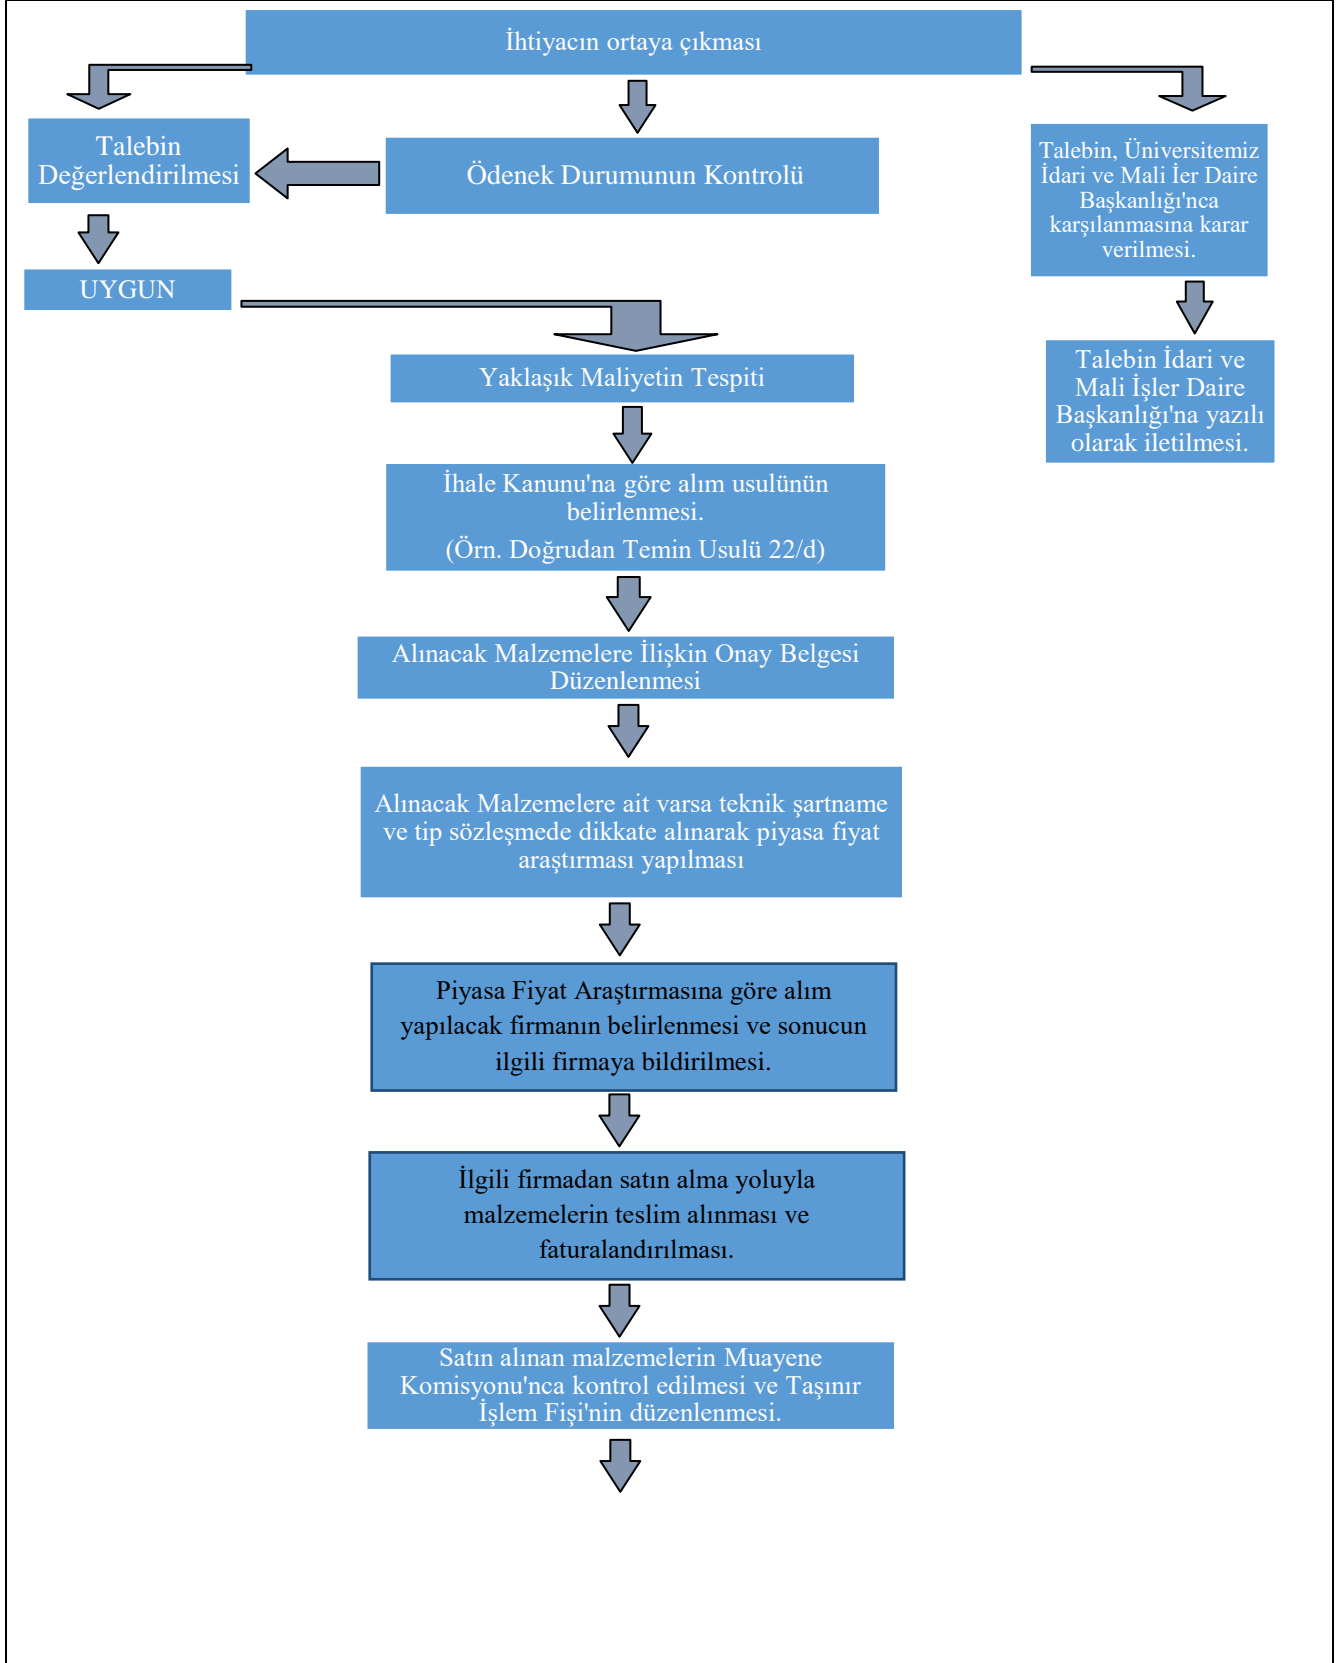 İhtiyacın ortaya çıkması
Talebin
Değerlendirilmesi
Ödenek Durumunun Kontrolü
Talebin, Üniversitemiz
İdari ve Mali İer Daire
Başkanlığı'nca
karşılanmasına karar
verilmesi.
UYGUN
Talebin İdari ve
Mali İşler Daire
Başkanlığı'na yazılı
olarak iletilmesi.
Yaklaşık Maliyetin Tespiti
İhale Kanunu'na göre alım usulünün
belirlenmesi.
(Örn. Doğrudan Temin Usulü 22/d)
Alınacak Malzemelere İlişkin Onay Belgesi
Düzenlenmesi
Alınacak Malzemelere ait varsa teknik şartname
ve tip sözleşmede dikkate alınarak piyasa fiyat
araştırması yapılması
Piyasa Fiyat Araştırmasına göre alım
yapılacak firmanın belirlenmesi ve sonucun
ilgili firmaya bildirilmesi.
İlgili firmadan satın alma yoluyla
malzemelerin teslim alınması ve
faturalandırılması.
Satın alınan malzemelerin Muayene
Komisyonu'nca kontrol edilmesi ve Taşınır
İşlem Fişi'nin düzenlenmesi.